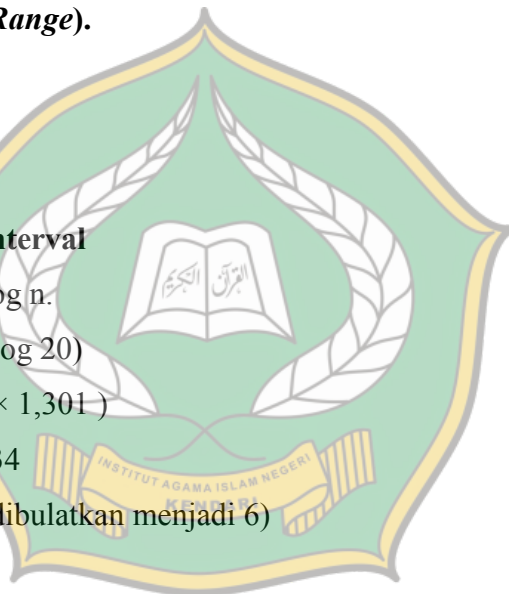 Range).
nterval
og n.
og 20)
× 1,301 )
34
dibulatkan menjadi 6)
القرآن الكريم
INSTITUT AGAMA ISLAM NEGERI
KENDARI